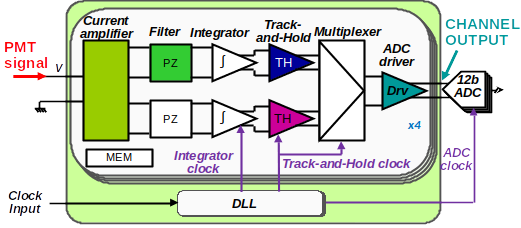 Current
amplifier
Filter
Integrator
Track-
and-Hold
Multiplexer
ADC
driver
CHANNEL
OUTPUT
PMT
signal
V
PZ
∫
TH
Drv
12b
ADC
PZ
∫
TH
x4
MEM
Integrator
clock
Track-and-Hold clock
ADC
clock
Clock
Input
DLL